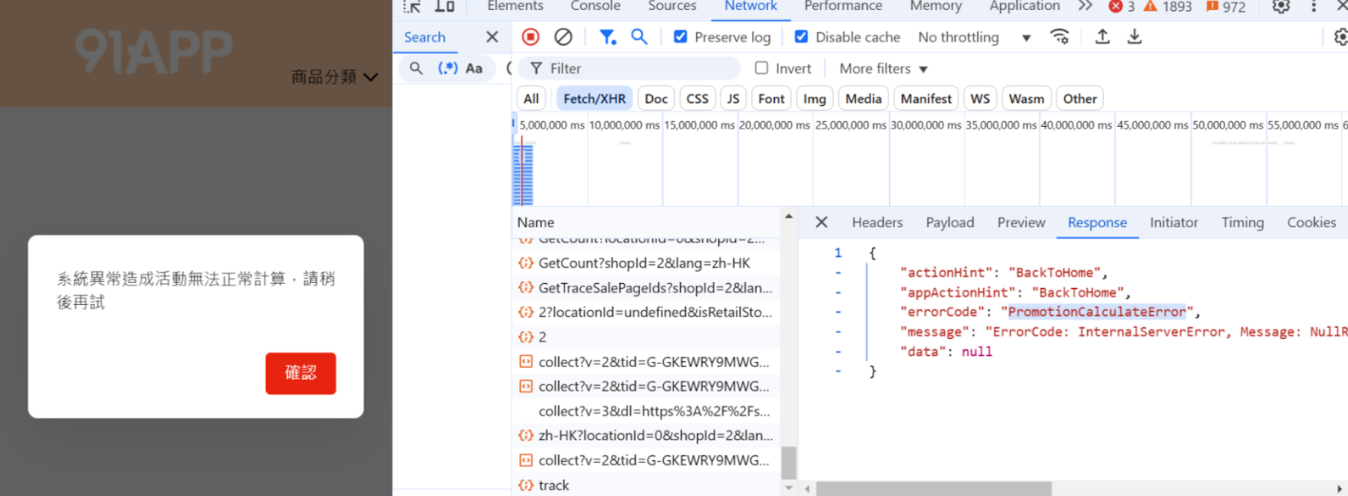 91APP
商品分類
系統異常造成活動無法正常計算，請稍
後再試
確認
Elements Console Sources Network Performance Memory Application 3 1893 972
Search
Preserve log Disable cache No throttling
(.*) Aa
Filter Invert More filters
All Fetch/XHR Doc CSS JS Font Img Media Manifest WS Wasm Other
5,000,000 ms 10,000,000 ms 15,000,000 ms 20,000,000 ms 25,000,000 ms 30,000,000 ms 35,000,000 ms 40,000,000 ms 45,000,000 ms 50,000,000 ms 55,000,000 ms 6
Name
GetCount?locationId=0&shopId=2...
GetCount?shopId=2&lang=zh-HK
GetTraceSalePageIds?shopId=2&lan...
2?locationId=undefined&isRetailSto...
2
collect?v=2&tid=G-GKEWRY9MWG...
collect?v=2&tid=G-GKEWRY9MWG...
collect?v=3&dl=https%3A%2F%2Fs...
zh-HK?locationId=0&shopId=2&lan...
collect?v=2&tid=G-GKEWRY9MWG...
track
Headers Payload Preview Response Initiator Timing Cookies
1 {
- "actionHint": "BackToHome",
- "appActionHint": "BackToHome",
- "errorCode": "PromotionCalculateError",
- "message": "ErrorCode: InternalServerError, Message: NullR
- "data": null
- }